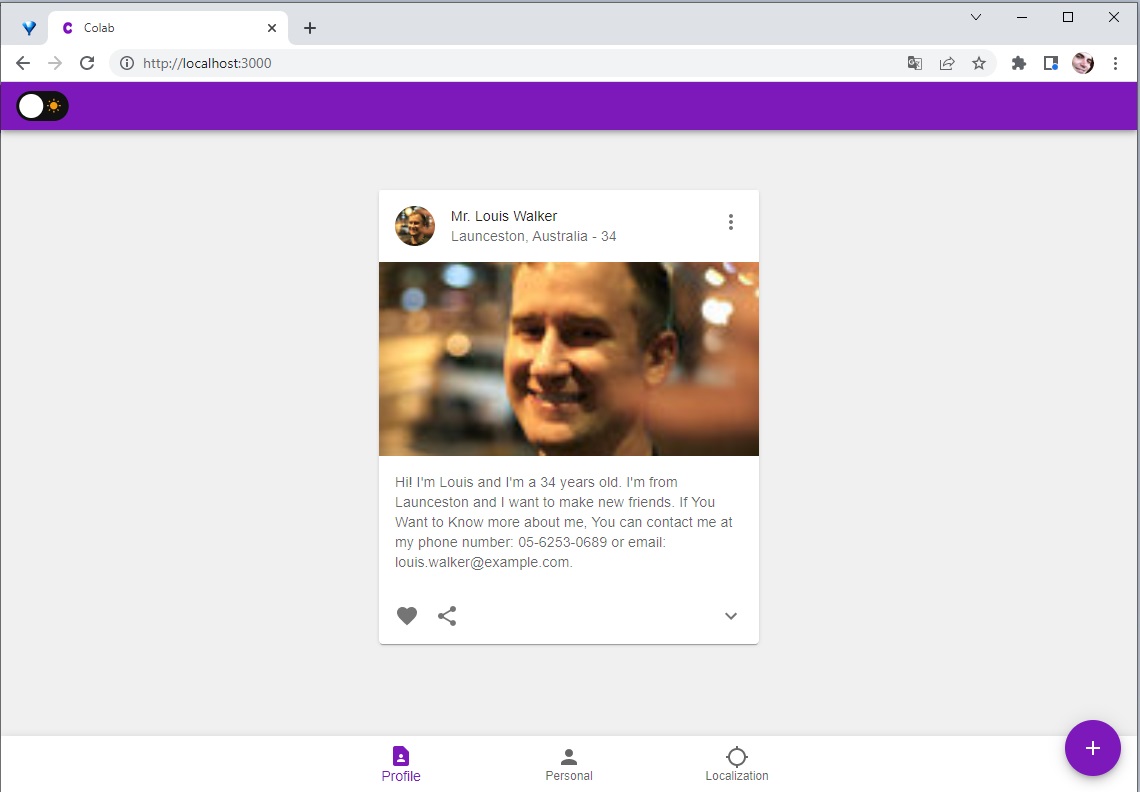 Colab
http://localhost:3000
Mr. Louis Walker
Launceston, Australia - 34
Hi! I'm Louis and I'm a 34 years old. I'm from
Launceston and I want to make new friends. If You
Want to Know more about me, You can contact me at
my phone number: 05-6253-0689 or email:
louis.walker@example.com.
Profile
Personal
Localization